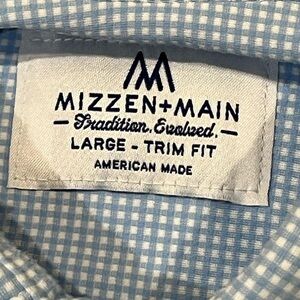 MIZZEN+MAIN
Tradition. Evolved.
LARGE - TRIM FIT
AMERICAN MADE